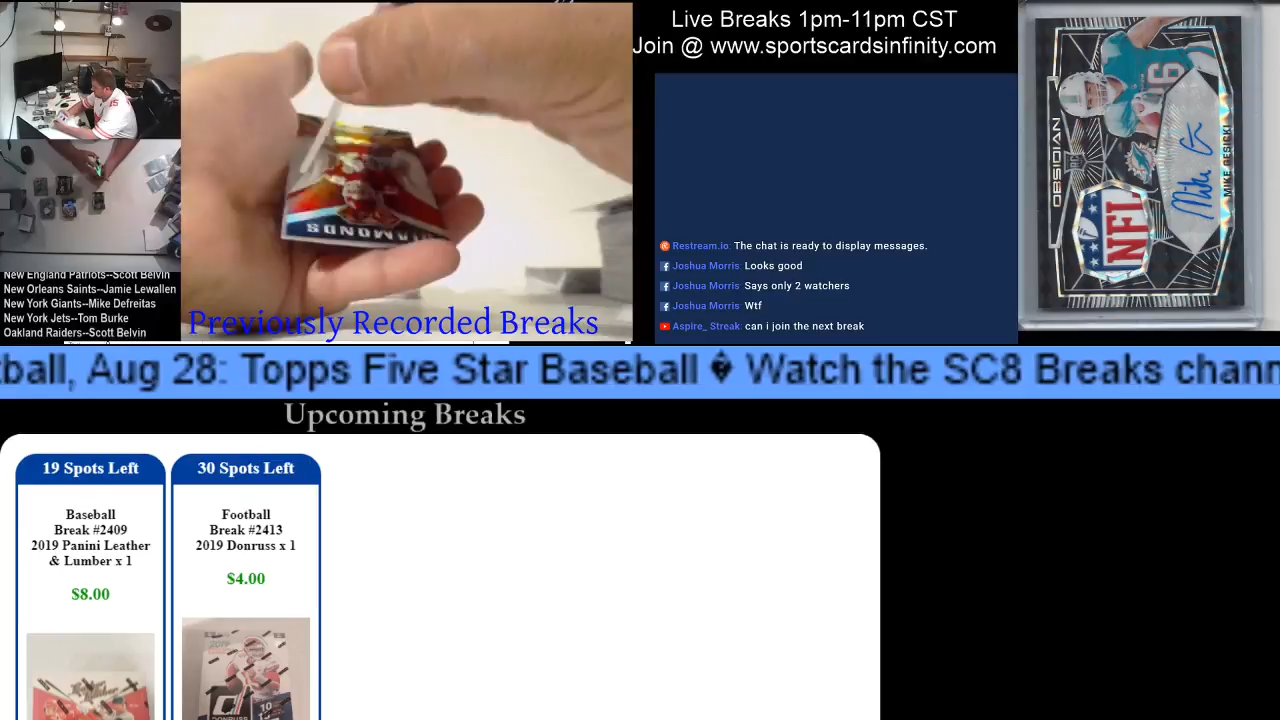 Live Breaks 1pm-11pm CST
Join @ www.sportscardsinfinity.com
New England Patriots--Scott Belvin
New Orleans Saints--Jamie Lewallen
New York Giants--Mike Defreitas
New York Jets--Tom Burke
Oakland Raiders--Scott Belvin
DIAMONDS
Previously Recorded Breaks
Restream.io: The chat is ready to display messages.
Joshua Morris: Looks good
Joshua Morris: Says only 2 watchers
Joshua Morris: Wtf
Aspire_ Streak: can i join the next break
OBSIDIAN
NFL
MIKE GESICKI
tball, Aug 28: Topps Five Star Baseball � Watch the SC8 Breaks chann
Upcoming Breaks
19 Spots Left
Baseball
Break #2409
2019 Panini Leather
& Lumber x 1
$8.00
30 Spots Left
Football
Break #2413
2019 Donruss x 1
$4.00
2019
10
DONRUSS